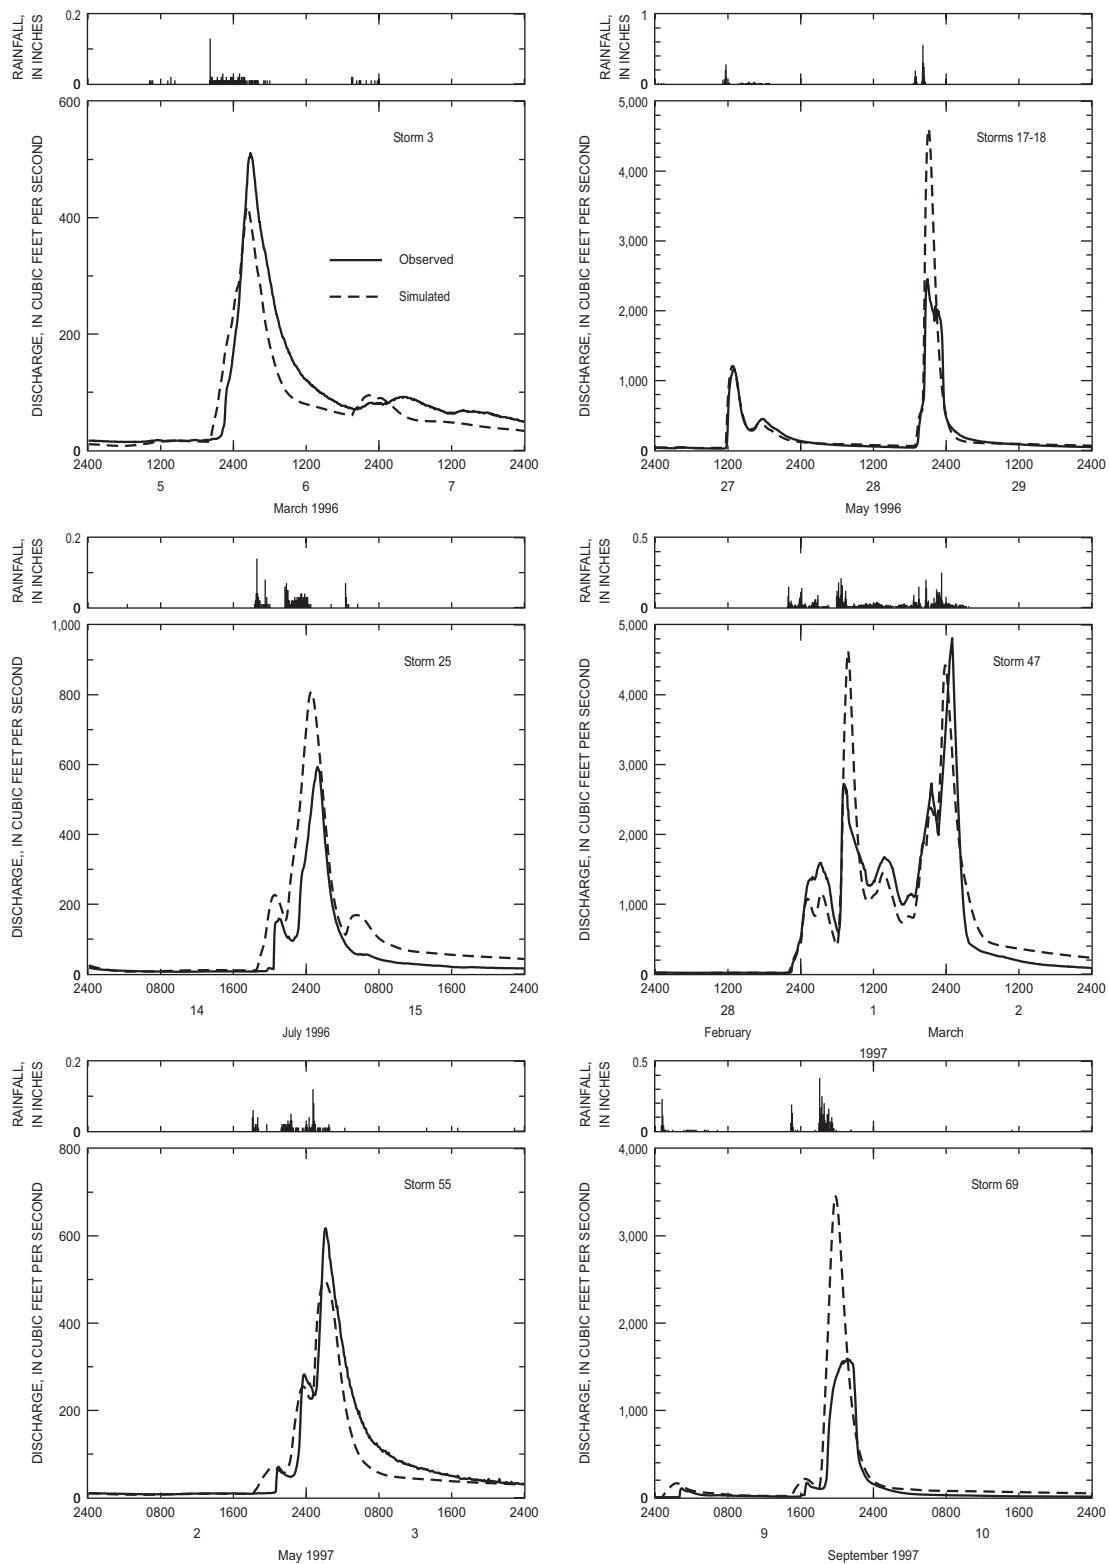 RAINFALL,
IN INCHES
0.2
0
DISCHARGE, IN CUBIC FEET PER SECOND
600
400
200
0
Storm 3
Observed
Simulated
2400 1200 2400 1200 2400 1200 2400
5 6 7
March 1996
RAINFALL,
IN INCHES
1
0
DISCHARGE, IN CUBIC FEET PER SECOND
5,000
4,000
3,000
2,000
1,000
0
Storms 17-18
2400 1200 2400 1200 2400 1200 2400
27 28 29
May 1996
RAINFALL,
IN INCHES
0.2
0
DISCHARGE,, IN CUBIC FEET PER SECOND
1,000
800
600
400
200
0
Storm 25
2400 0800 1600 2400 0800 1600 2400
14 15
July 1996
RAINFALL,
IN INCHES
0.5
0
DISCHARGE, IN CUBIC FEET PER SECOND
5,000
4,000
3,000
2,000
1,000
0
Storm 47
2400 1200 2400 1200 2400 1200 2400
28 1 2
February March
1997
RAINFALL,
IN INCHES
0.2
0
DISCHARGE, IN CUBIC FEET PER SECOND
800
600
400
200
0
Storm 55
2400 0800 1600 2400 0800 1600 2400
2 3
May 1997
RAINFALL,
IN INCHES
0.5
0
DISCHARGE, IN CUBIC FEET PER SECOND
4,000
3,000
2,000
1,000
0
Storm 69
2400 0800 1600 2400 0800 1600 2400
9 10
September 1997